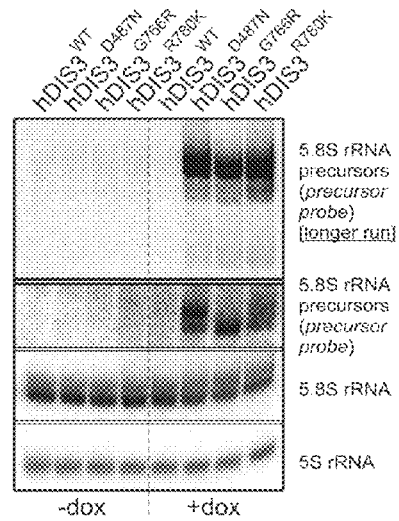 hDIS3 WT
hDIS3 D487N
hDIS3 G766R
hDIS3 R780K
hDIS3 WT
hDIS3 D487N
hDIS3 G766R
hDIS3 R780K
5.8S rRNA
precursors
(precursor
probe)
[longer run]
5.8S rRNA
precursors
(precursor
probe)
5.8S rRNA
5S rRNA
-dox
+dox